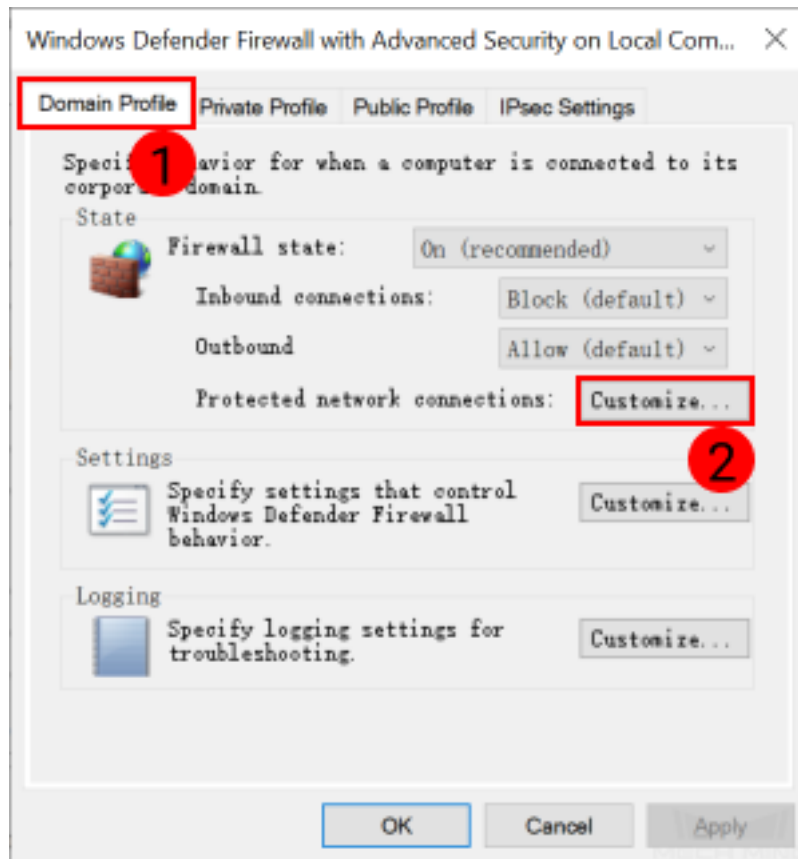 Windows Defender Firewall with Advanced Security on Local Com...
Domain Profile Private Profile Public Profile IPsec Settings
1
Speci avior for when a computer is connected to its
corpor domain.
State
Firewall state: On (recommended)
Inbound connections: Block (default)
Outbound Allow (default)
Protected network connections: Customize...
2
Settings
Specify settings that control
Windows Defender Firewall
behavior.
Customize...
Logging
Specify logging settings for
troubleshooting.
Customize...
OK Cancel Apply